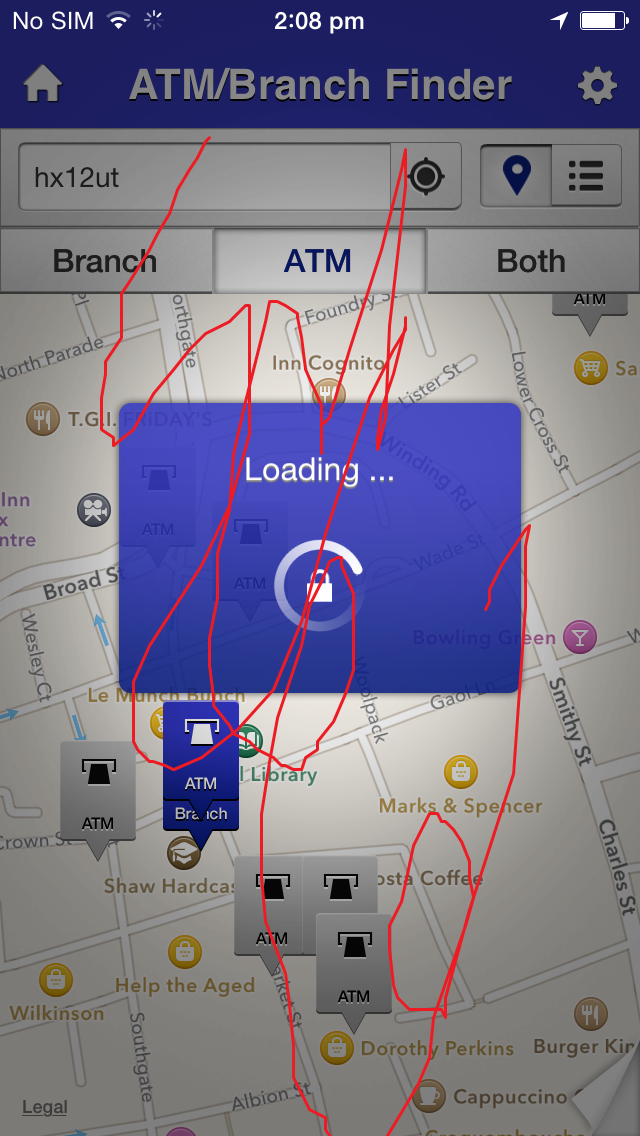 No SIM 2:08 pm
ATM/Branch Finder
hx12ut
Branch ATM Both
ATM
Foundry St
Northgate
North Parade
Inn Cognito
Lister St
Lower Cross St
Sa
T.G.I. FRIDAY'S
Winding Rd
Loading ...
Inn
x
ntre
ATM
ATM
Wade St
Broad St
Bowling Green
Wesley Ct
Le Munch Bunch
Woolpack
Gaol Ln
Smithy St
ATM
Branch
l Library
ATM
Marks & Spencer
Crown St
Charles St
Shaw Hardcas
osta Coffee
ATM
ATM
Help the Aged
Wilkinson
arket St
Southgate
Dorothy Perkins
Burger Kin
Albion St
Cappuccino
Legal